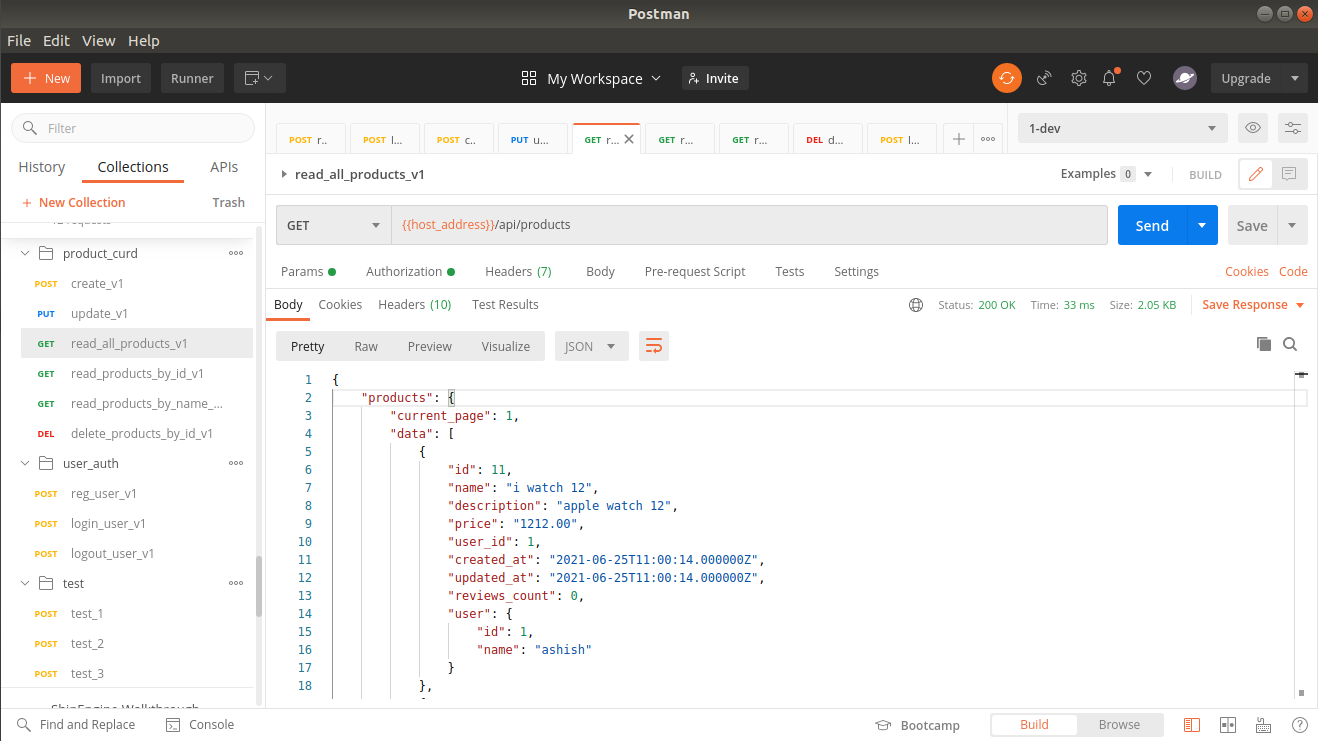 Postman
File Edit View Help
+ New Import Runner My Workspace Invite Upgrade
Filter
History Collections APIs
+ New Collection Trash
product_curd
POST create_v1
PUT update_v1
GET read_all_products_v1
GET read_products_by_id_v1
GET read_products_by_name_...
DEL delete_products_by_id_v1
user_auth
POST reg_user_v1
POST login_user_v1
POST logout_user_v1
test
POST test_1
POST test_2
POST test_3
POST r.. POST l... POST c.. PUT u... GET r... GET r... GET r... DEL d... POST l...
1-dev
read_all_products_v1 Examples 0 BUILD
GET {{host_address}}/api/products Send Save
Params Authorization Headers (7) Body Pre-request Script Tests Settings Cookies Code
Body Cookies Headers (10) Test Results Status: 200 OK Time: 33 ms Size: 2.05 KB Save Response
Pretty Raw Preview Visualize JSON
1 {
2 "products": {
3 "current_page": 1,
4 "data": [
5 {
6 "id": 11,
7 "name": "i watch 12",
8 "description": "apple watch 12",
9 "price": "1212.00",
10 "user_id": 1,
11 "created_at": "2021-06-25T11:00:14.000000Z",
12 "updated_at": "2021-06-25T11:00:14.000000Z",
13 "reviews_count": 0,
14 "user": {
15 "id": 1,
16 "name": "ashish"
17 }
18 },
Find and Replace Console Bootcamp Build Browse